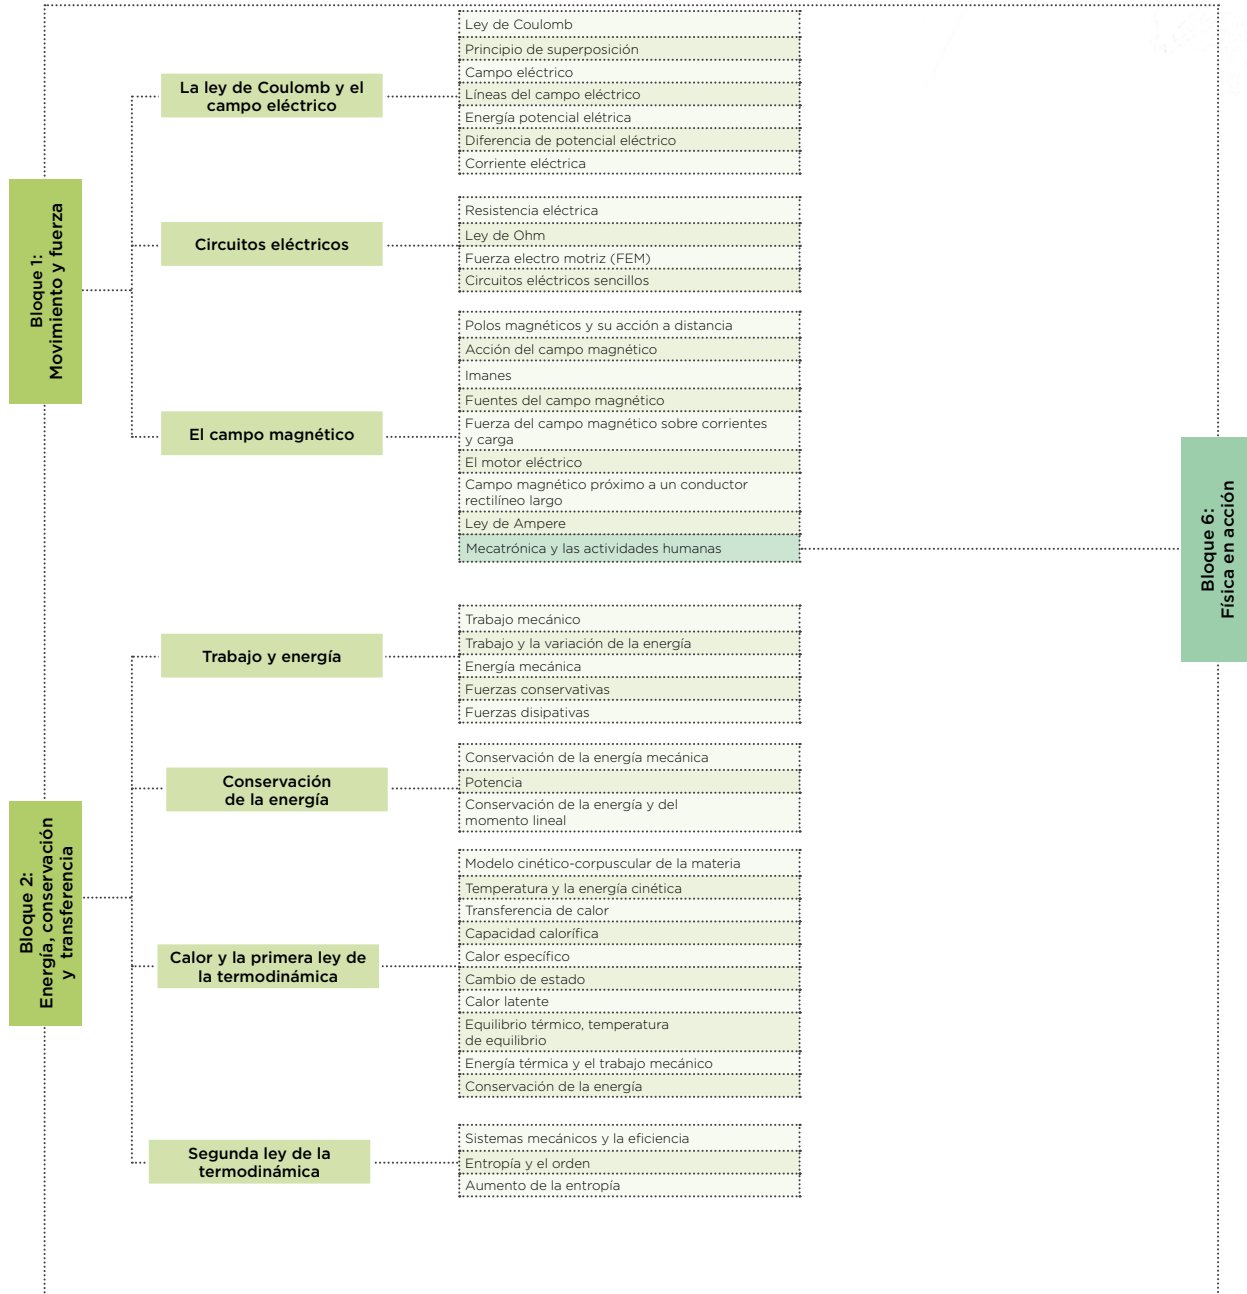 Bloque 1:
Movimiento y fuerza
La ley de Coulomb y el
campo eléctrico
Ley de Coulomb
Principio de superposición
Campo eléctrico
Líneas del campo eléctrico
Energía potencial elétrica
Diferencia de potencial eléctrico
Corriente eléctrica
Circuitos eléctricos
Resistencia eléctrica
Ley de Ohm
Fuerza electro motriz (FEM)
Circuitos eléctricos sencillos
El campo magnético
Polos magnéticos y su acción a distancia
Acción del campo magnético
Imanes
Fuentes del campo magnético
Fuerza del campo magnético sobre corrientes
y carga
El motor eléctrico
Campo magnético próximo a un conductor
rectilíneo largo
Ley de Ampere
Mecatrónica y las actividades humanas
Bloque 6:
Física en acción
Bloque 2:
Energía, conservación
y transferencia
Trabajo y energía
Trabajo mecánico
Trabajo y la variación de la energía
Energía mecánica
Fuerzas conservativas
Fuerzas disipativas
Conservación
de la energía
Conservación de la energía mecánica
Potencia
Conservación de la energía y del
momento lineal
Calor y la primera ley de
la termodinámica
Modelo cinético-corpuscular de la materia
Temperatura y la energía cinética
Transferencia de calor
Capacidad calorífica
Calor específico
Cambio de estado
Calor latente
Equilibrio térmico, temperatura
de equilibrio
Energía térmica y el trabajo mecánico
Conservación de la energía
Segunda ley de la
termodinámica
Sistemas mecánicos y la eficiencia
Entropía y el orden
Aumento de la entropía